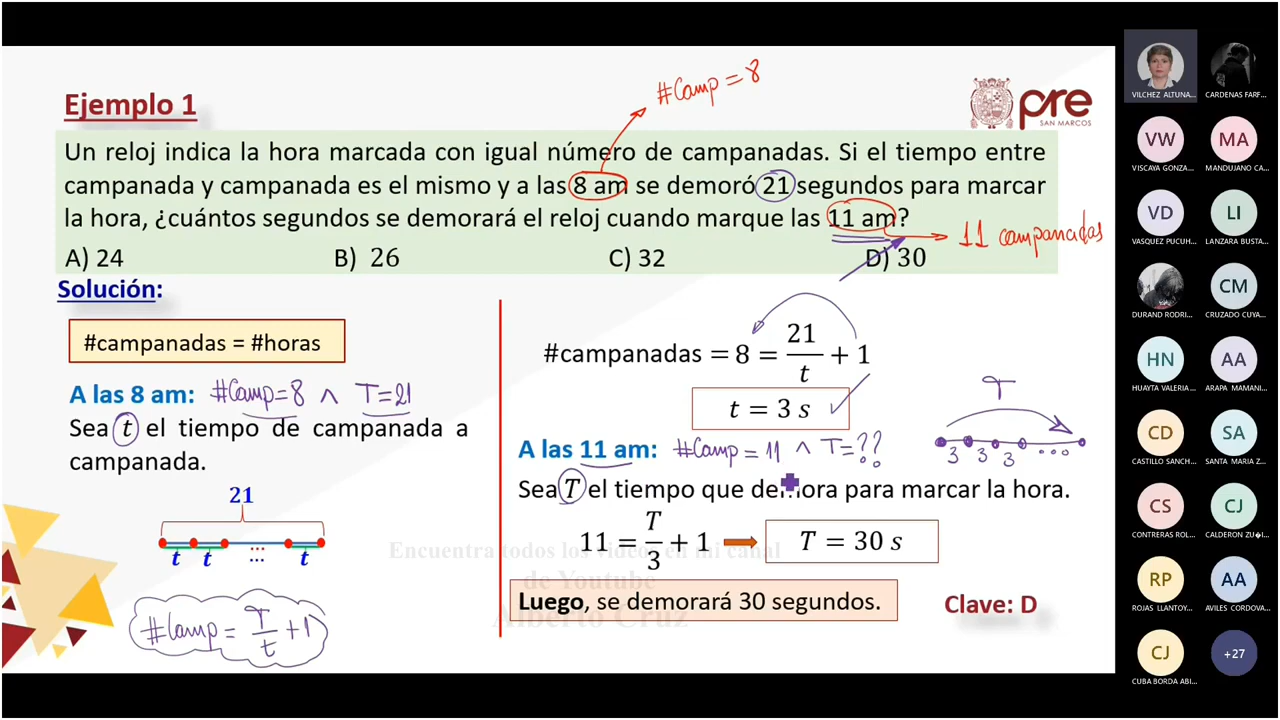 #Camp = 8
Ejemplo 1
pre
SAN MARCOS
Un reloj indica la hora marcada con igual número de campanadas. Si el tiempo entre
campanada y campanada es el mismo y a las 8 am se demoró 21 segundos para marcar
la hora, ¿cuántos segundos se demorará el reloj cuando marque las 11 am?
11 campanadas
A) 24 B) 26 C) 32 D) 30
Solución:
#campanadas = #horas
A las 8 am: #Camp=8 ∧ T=21
Sea t el tiempo de campanada a
campanada.
21
t t ... ... t
#Camp = T/t + 1
#campanadas = 8 = 21/t + 1
t = 3 s
T
3 3 3 ...
A las 11 am: #Camp = 11 ∧ T=??
Sea T el tiempo que demora para marcar la hora.
11 = T/3 + 1 T = 30 s
Encuentra todos los videos en mi canal
de Youtube
Alberto Cruz
Luego, se demorará 30 segundos.
Clave: D
VILCHEZ ALTUNA... CARDENAS FARF...
VW MA
VISCAYA GONZA... MANDUJANO CA...
VD LI
VASQUEZ PUCUH... LANZARA BUSTA...
CM
DURAND RODRI... CRUZADO CUYA...
HN AA
HUAYTA VALERIA... ARAPA MAMANI...
CD SA
CASTILLO SANCH... SANTA MARIA Z...
CS CJ
CONTRERAS ROL... CALDERON ZU�I...
RP AA
ROJAS LLANTOY... AVILES CORDOVA...
CJ +27
CUBA BORDA ABI...